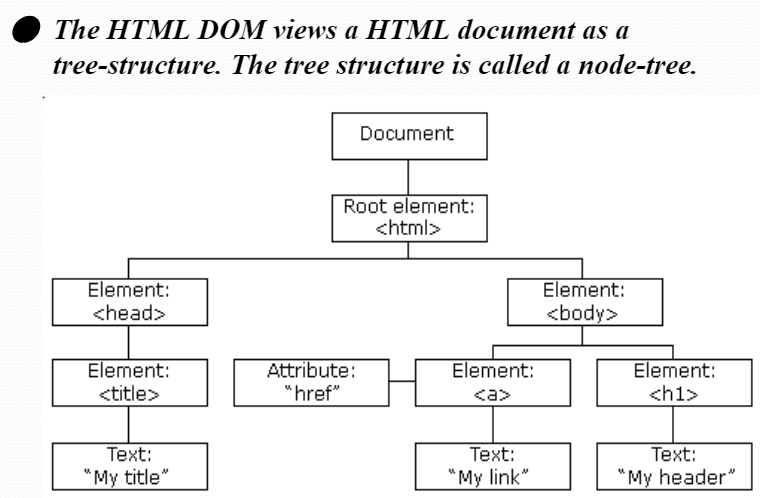 The HTML DOM views a HTML document as a
tree-structure. The tree structure is called a node-tree.
Document
Root element:
<html>
Element:
<head>
Element:
<body>
Element:
<title>
Attribute:
"href"
Element:
<a>
Element:
<h1>
Text:
"My title"
Text:
"My link"
Text:
"My header"